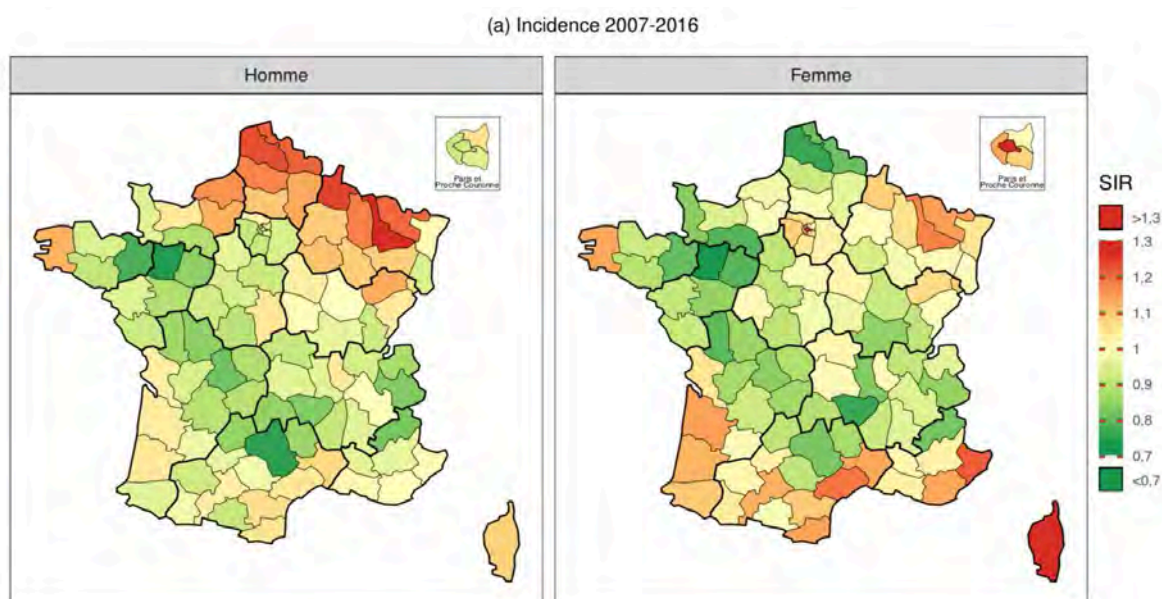 (a) Incidence 2007-2016
Homme
Femme
Paris et
Proche Couronne
Paris et
Proche Couronne
SIR
>1,3
1,3
1,2
1,1
1
0,9
0,8
0,7
<0,7